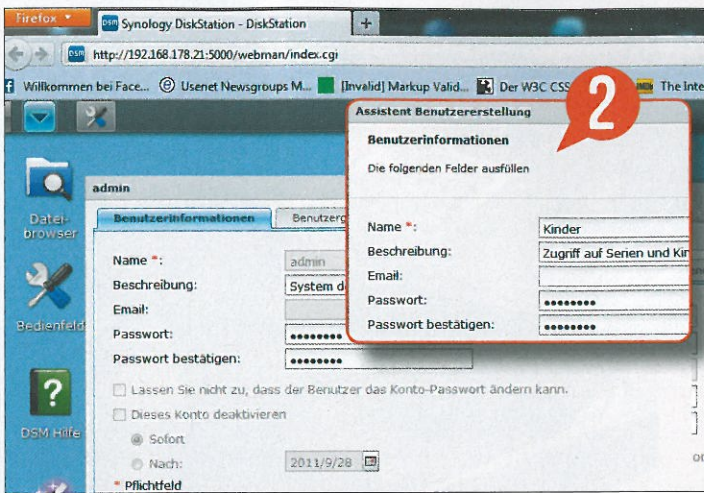 Firefox
DSM Synology DiskStation - DiskStation +
DSM http://192.168.178.21:5000/webman/index.cgi
f Willkommen bei Face... Usenet Newsgroups M... [Invalid] Markup Valid... Der W3C CSS The Inte
2
Assistent Benutzererstellung
Benutzerinformationen
Die folgenden Felder ausfüllen
Name *: Kinder
Beschreibung: Zugriff auf Serien und Kin
Email:
Passwort: ●●●●●●●●
Passwort bestätigen: ●●●●●●●●
Datei-
browser
Bedienfeld
?
DSM Hilfe
admin
Benutzerinformationen Benutzerg
Name *: admin
Beschreibung: System de
Email:
Passwort: ●●●●●●●●
Passwort bestätigen: ●●●●●●●●
Lassen Sie nicht zu, dass der Benutzer das Konto-Passwort ändern kann.
Dieses Konto deaktivieren
Sofort
Nach: 2011/9/28
* Pflichtfeld